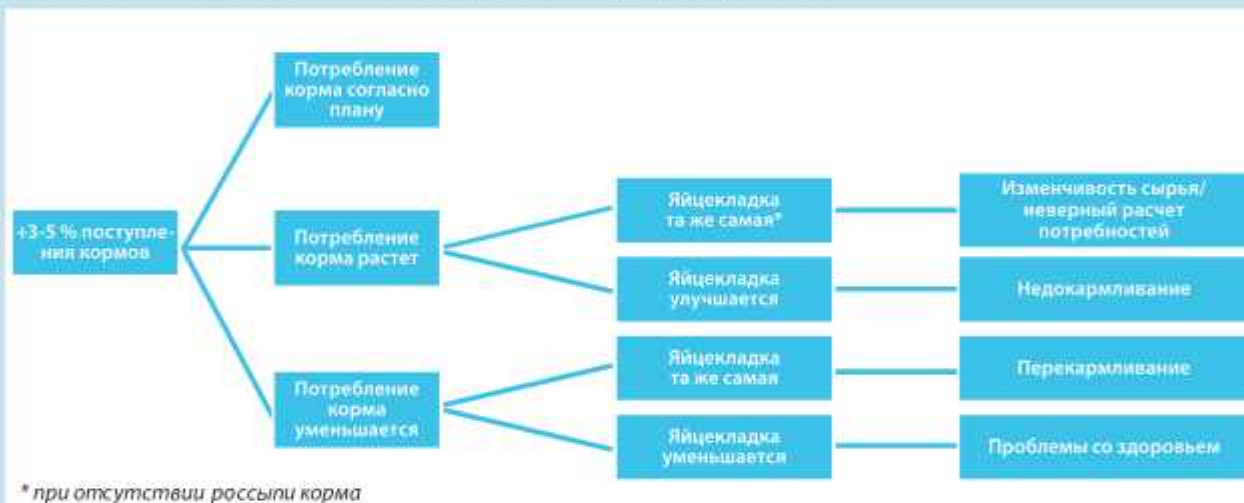 Потребление
корма согласно
плану
+3-5 % поступле-
ния кормов
Потребление
корма растет
Потребление
корма
уменьшается
Яйцекладка
та же самая*
Яйцекладка
улучшается
Яйцекладка
та же самая
Яйцекладка
уменьшается
Изменчивость сырья/
неверный расчет
потребностей
Недокармливание
Перекармливание
Проблемы со здоровьем
* при отсутствии россыпи корма